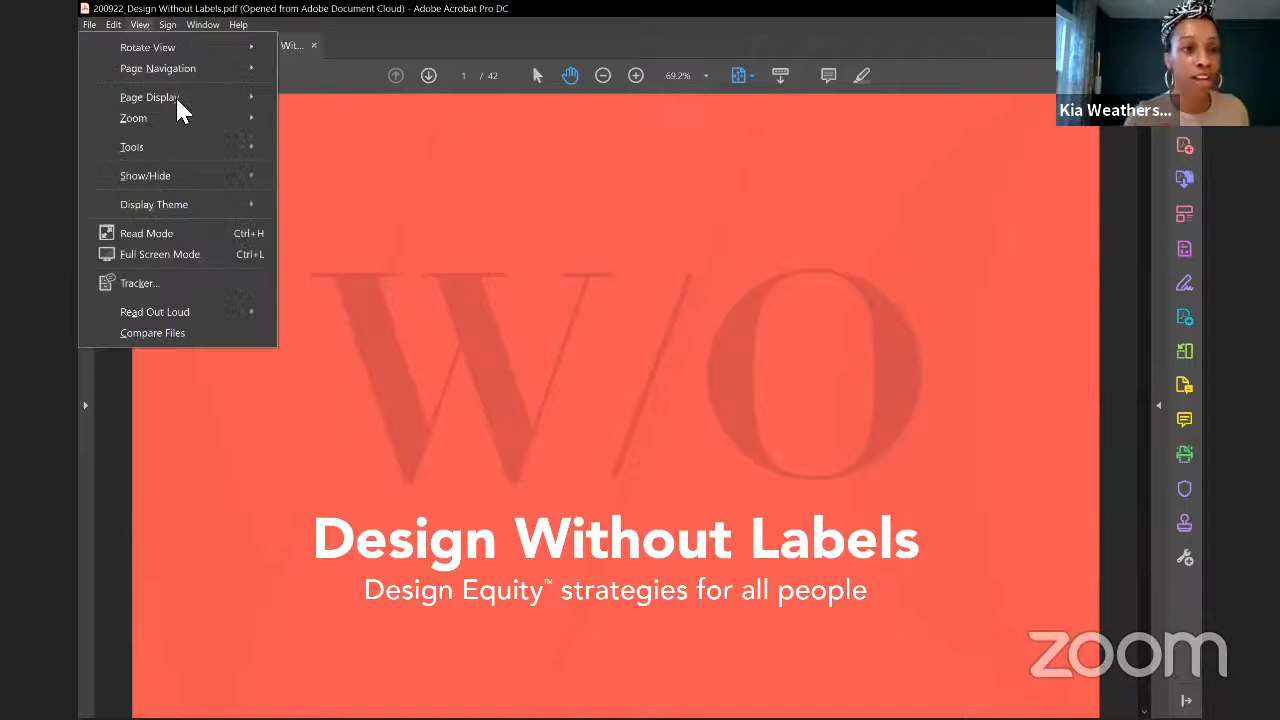 200922_Design Without Labels.pdf (Opened from Adobe Document Cloud) - Adobe Acrobat Pro DC
File Edit View Sign Window Help
Wit... ×
1 / 42 69.2%
Rotate View
Page Navigation
Page Display
Zoom
Tools
Show/Hide
Display Theme
Read Mode Ctrl+H
Full Screen Mode Ctrl+L
Tracker...
Read Out Loud
Compare Files
Kia Weathers...
W/O
Design Without Labels
Design Equity™ strategies for all people
zoom